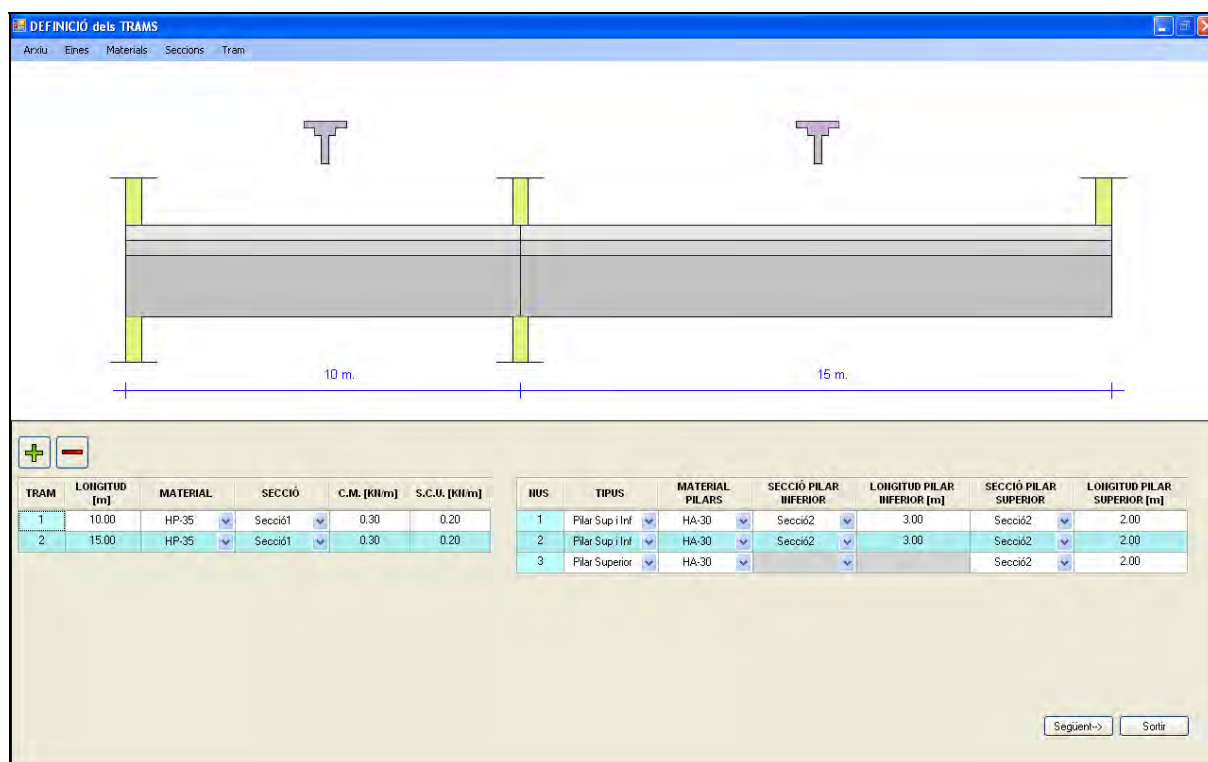 DEFINICIÓ dels TRAMS
Arxiu Eines Materials Seccions Tram
10 m. 15 m.
TRAM LONGITUD [m] MATERIAL SECCIÓ C.M. [KN/m] S.C.U. [KN/m]
1 10.00 HP-35 Secció1 0.30 0.20
2 15.00 HP-35 Secció1 0.30 0.20
NUS TIPUS MATERIAL PILARS SECCIÓ PILAR INFERIOR LONGITUD PILAR INFERIOR [m] SECCIÓ PILAR SUPERIOR LONGITUD PILAR SUPERIOR [m]
1 Pilar Sup i Inf HA-30 Secció2 3.00 Secció2 2.00
2 Pilar Sup i Inf HA-30 Secció2 3.00 Secció2 2.00
3 Pilar Superior HA-30 Secció2 2.00
Següent--> Sortir